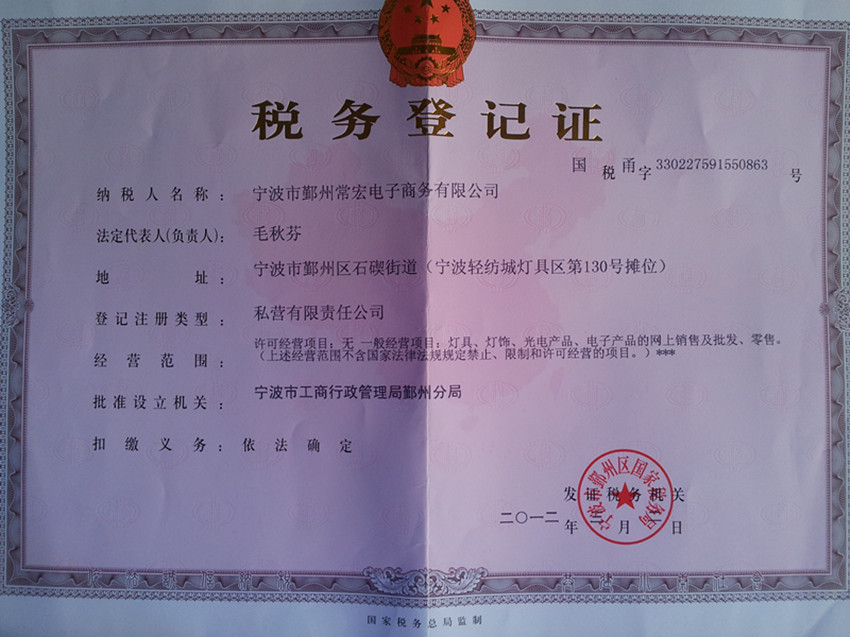 税务登记证
国税甬字330227591550863号
纳税人名称：宁波市鄞州常宏电子商务有限公司
法定代表人(负责人)：毛秋芬
地址：宁波市鄞州区石碶街道（宁波轻纺城灯具区第130号摊位）
登记注册类型：私营有限责任公司
经营范围：许可经营项目：无 一般经营项目：灯具、灯饰、光电产品、电子产品的网上销售及批发、零售。
（上述经营范围不含国家法律法规规定禁止、限制和许可经营的项目。）***
批准设立机关：宁波市工商行政管理局鄞州分局
扣缴义务：依法确定
宁波市鄞州区国家税务局
发证税务机关
二〇一二年 月 日
国家税务总局监制